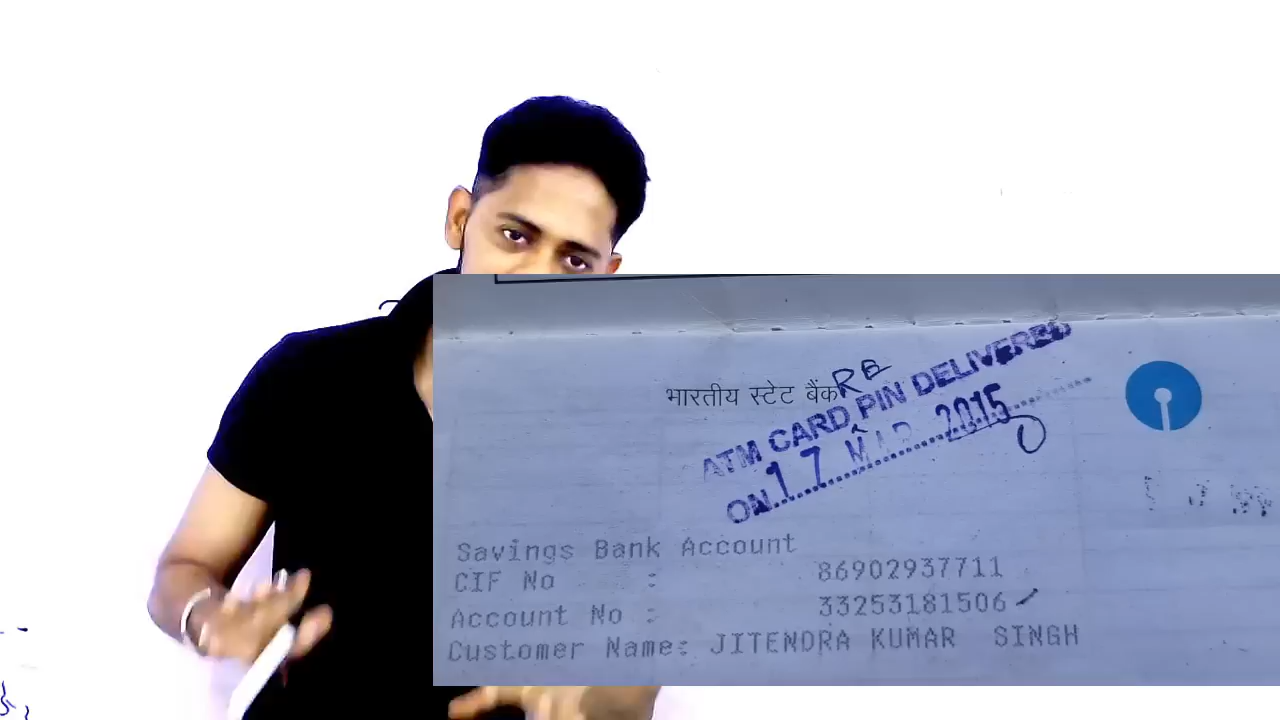 भारतीय स्टेट बैंक
RB
ATM CARD PIN DELIVERED
ON 17 MAR 2015
Savings Bank Account
CIF No : 86902937711
Account No : 33253181506
Customer Name: JITENDRA KUMAR SINGH